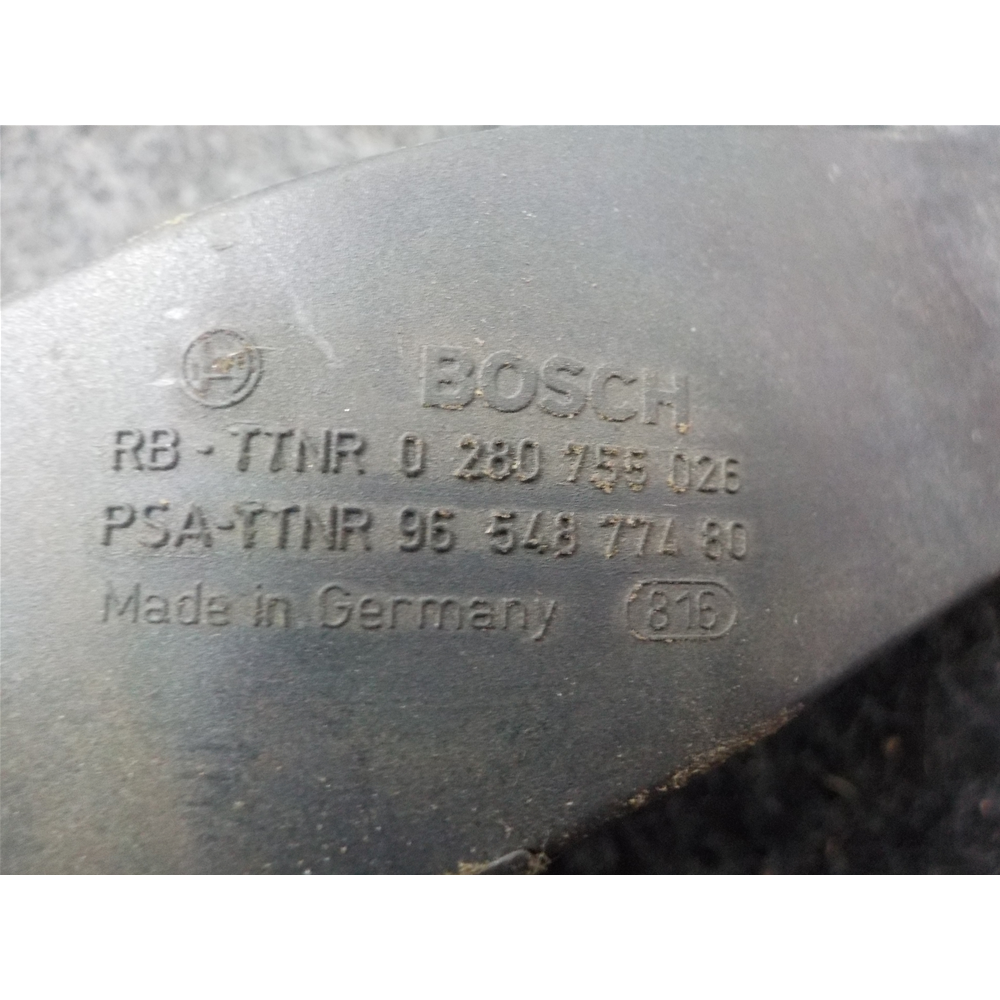 BOSCH
RB-TTNR 0 280 755 026
PSA-TTNR 96 548 774 80
Made in Germany 816